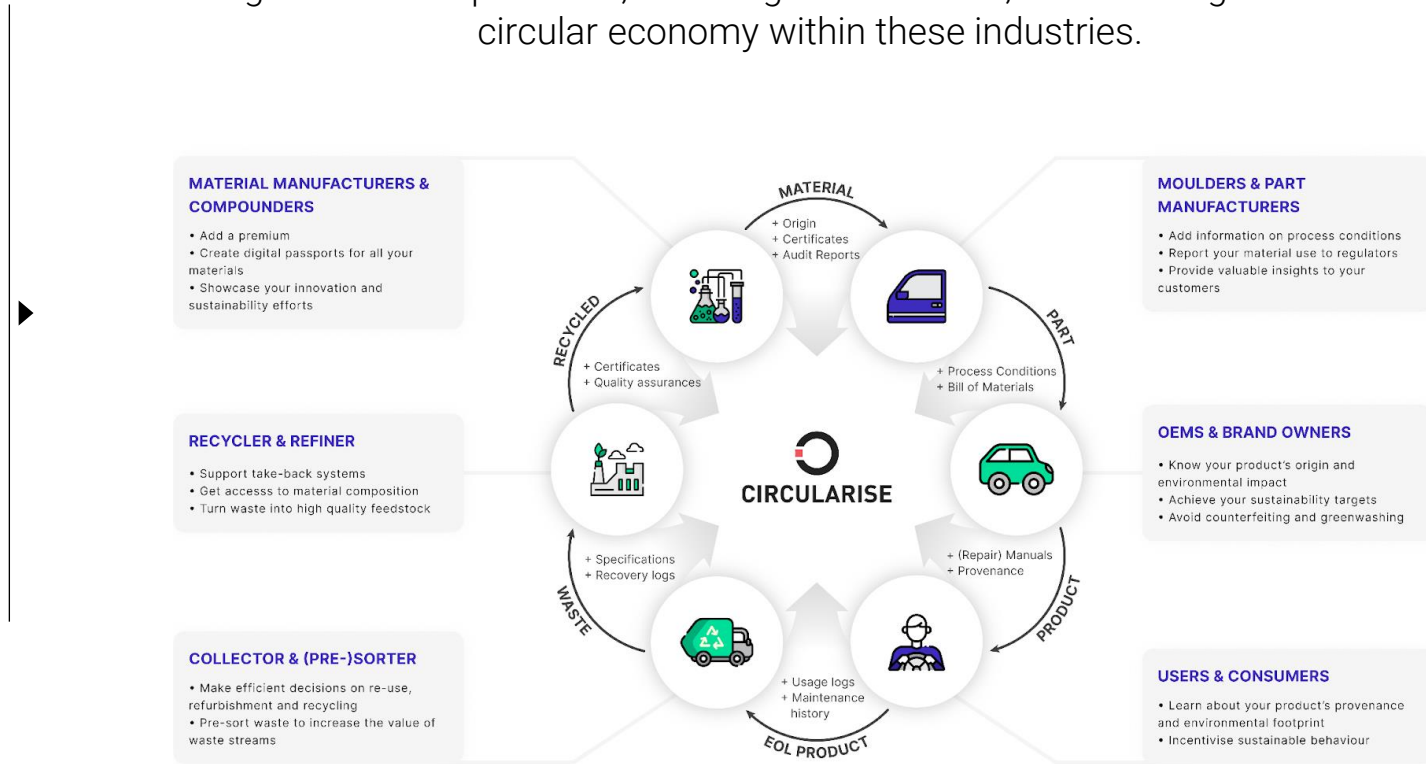 circular economy within these industries.
MATERIAL MANUFACTURERS &
COMPOUNDERS
• Add a premium
• Create digital passports for all your
materials
• Showcase your innovation and
sustainability efforts
RECYCLER & REFINER
• Support take-back systems
• Get accesss to material composition
• Turn waste into high quality feedstock
COLLECTOR & (PRE-)SORTER
• Make efficient decisions on re-use,
refurbishment and recycling
• Pre-sort waste to increase the value of
waste streams
MATERIAL
+ Origin
+ Certificates
+ Audit Reports
PART
+ Process Conditions
+ Bill of Materials
PRODUCT
+ (Repair) Manuals
+ Provenance
EOL PRODUCT
+ Usage logs
+ Maintenance
history
WASTE
+ Specifications
+ Recovery logs
RECYCLED
+ Certificates
+ Quality assurances
CIRCULARISE
MOULDERS & PART
MANUFACTURERS
• Add information on process conditions
• Report your material use to regulators
• Provide valuable insights to your
customers
OEMS & BRAND OWNERS
• Know your product's origin and
environmental impact
• Achieve your sustainability targets
• Avoid counterfeiting and greenwashing
USERS & CONSUMERS
• Learn about your product's provenance
and environmental footprint
• Incentivise sustainable behaviour